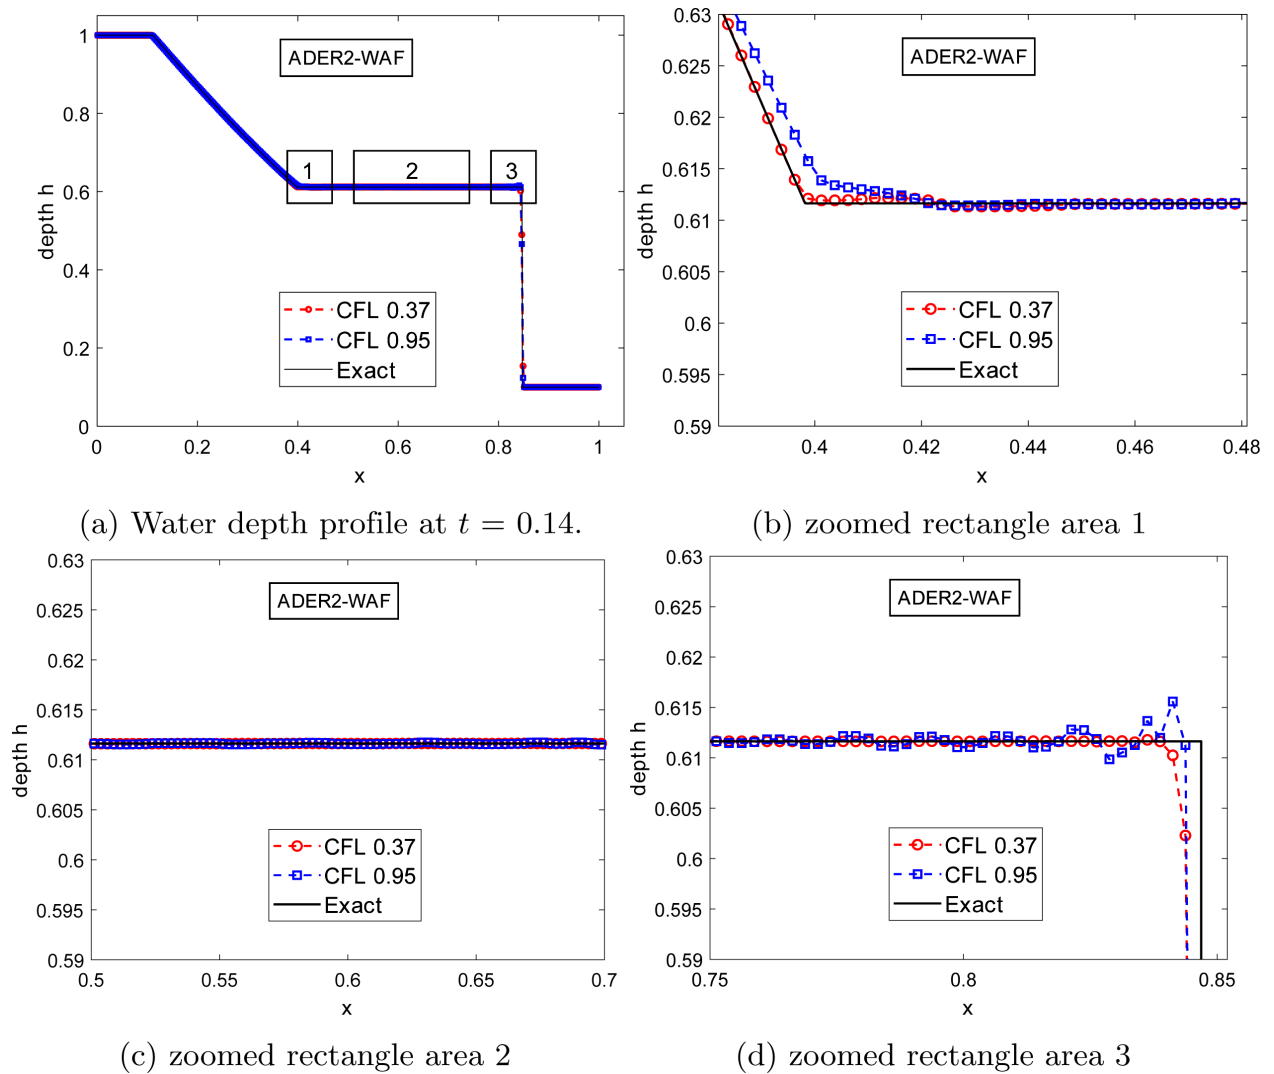 ADER2-WAF
1
2
3
CFL 0.37
CFL 0.95
Exact
depth h
1
0.8
0.6
0.4
0.2
0
0 0.2 0.4 0.6 0.8 1
x
(a) Water depth profile at t = 0.14.
ADER2-WAF
CFL 0.37
CFL 0.95
Exact
depth h
0.63
0.625
0.62
0.615
0.61
0.605
0.6
0.595
0.59
0.4 0.42 0.44 0.46 0.48
x
(b) zoomed rectangle area 1
ADER2-WAF
CFL 0.37
CFL 0.95
Exact
depth h
0.63
0.625
0.62
0.615
0.61
0.605
0.6
0.595
0.59
0.5 0.55 0.6 0.65 0.7
x
(c) zoomed rectangle area 2
ADER2-WAF
CFL 0.37
CFL 0.95
Exact
depth h
0.63
0.625
0.62
0.615
0.61
0.605
0.6
0.595
0.59
0.75 0.8 0.85
x
(d) zoomed rectangle area 3